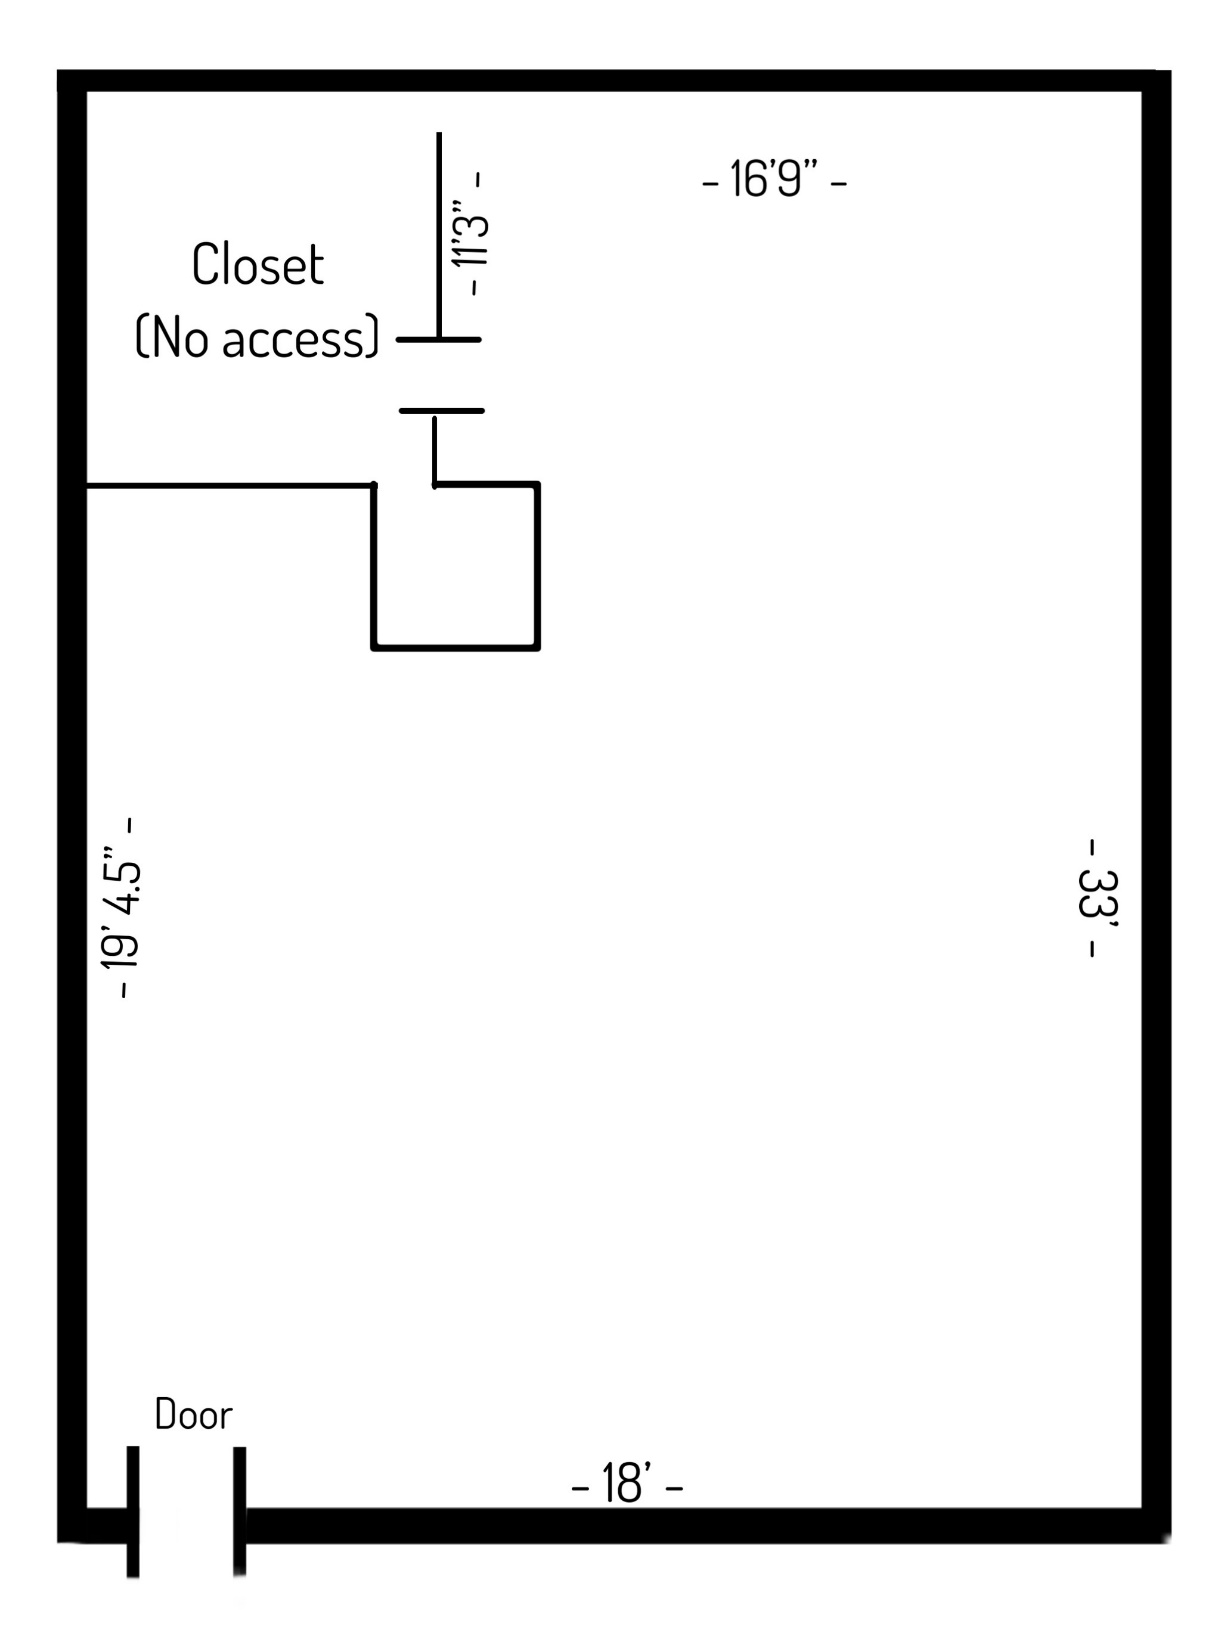 - 16'9” -
- 11'3” -
Closet
(No access)
- 19' 4.5” -
- 33' -
Door
- 18' -